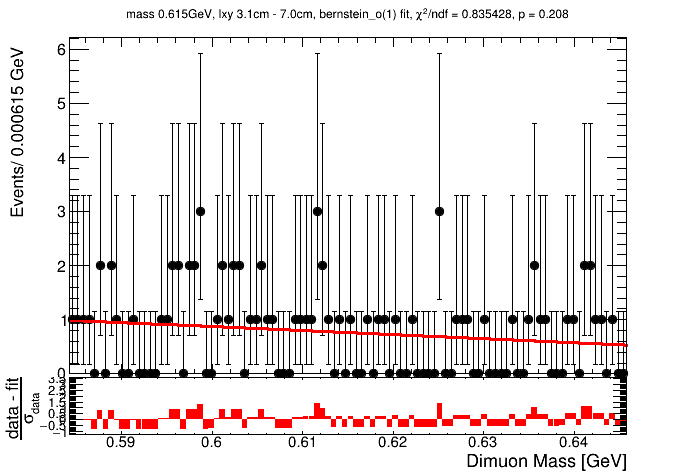 mass 0.615GeV, lxy 3.1cm - 7.0cm, bernstein_o(1) fit, χ²/ndf = 0.835428, p = 0.208
Events/ 0.000615 GeV
6
5
4
3
2
1
0
data - fit
σdata
0.59 0.6 0.61 0.62 0.63 0.64
Dimuon Mass [GeV]